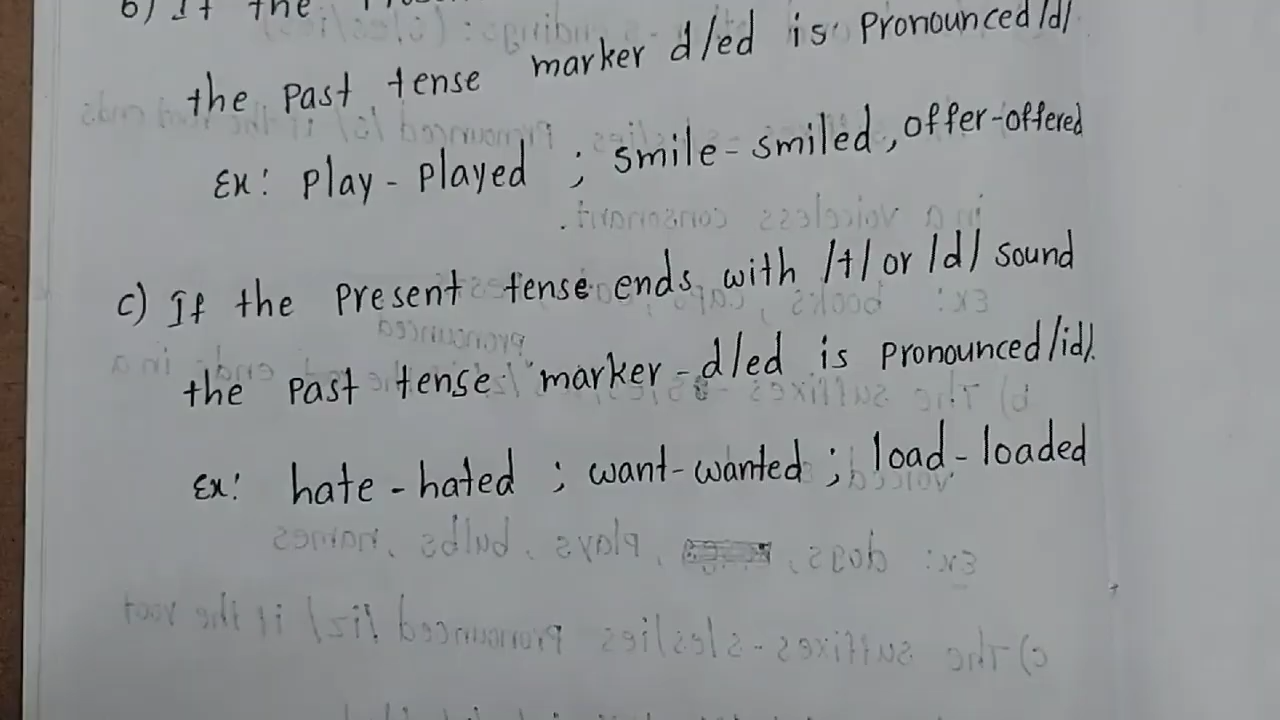 b) If the
the past tense marker d/ed is pronounced /d/
Ex: play - played ; smile - smiled, offer-offered
c) If the present tense ends with /t/ or /d/ sound
the past tense marker - d/ed is pronounced /id/.
Ex: hate - hated ; want-wanted ; load - loaded